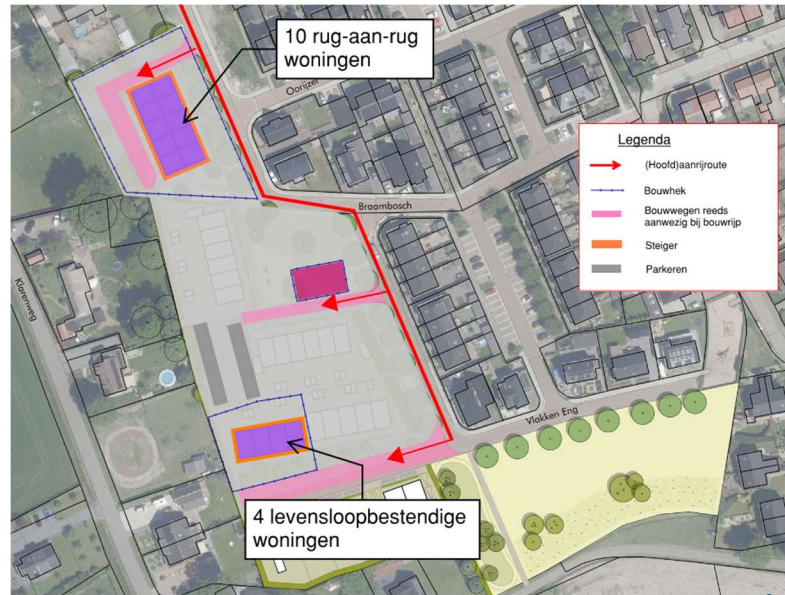 10 rug-aan-rug
woningen
Oorijzer
Legenda
(Hoofd)aanrijroute
Bouwhek
Bouwwegen reeds
aanwezig bij bouwrijp
Steiger
Parkeren
Braambosch
Klarenweg
Vlakken Eng
4 levensloopbestendige
woningen